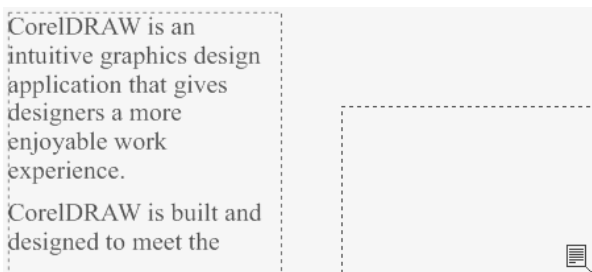 CorelDRAW is an
intuitive graphics design
application that gives
designers a more
enjoyable work
experience.
CorelDRAW is built and
designed to meet the